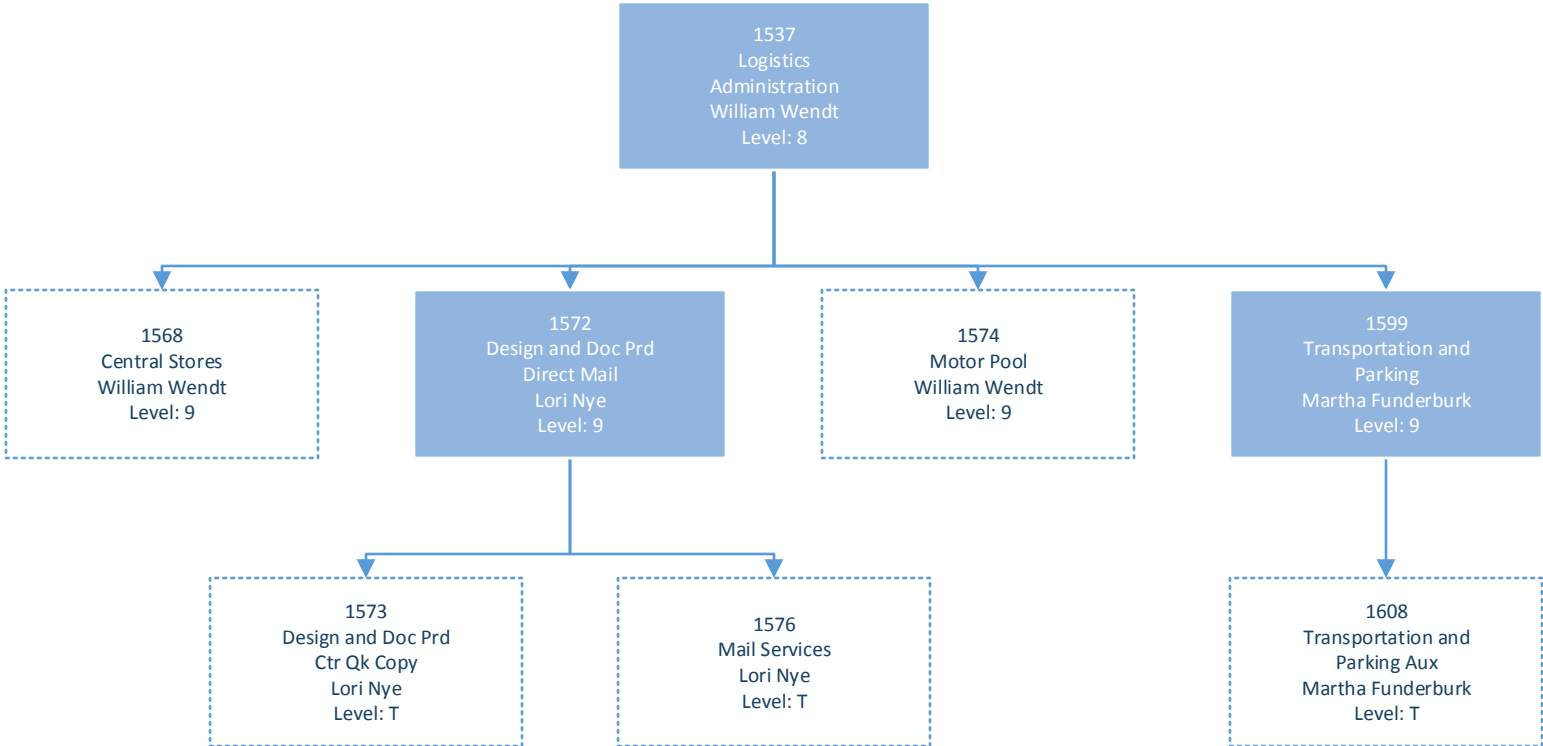 1537
Logistics
Administration
William Wendt
Level: 8
1568
Central Stores
William Wendt
Level: 9
1572
Design and Doc Prd
Direct Mail
Lori Nye
Level: 9
1574
Motor Pool
William Wendt
Level: 9
1599
Transportation and
Parking
Martha Funderburk
Level: 9
1573
Design and Doc Prd
Ctr Qk Copy
Lori Nye
Level: T
1576
Mail Services
Lori Nye
Level: T
1608
Transportation and
Parking Aux
Martha Funderburk
Level: T